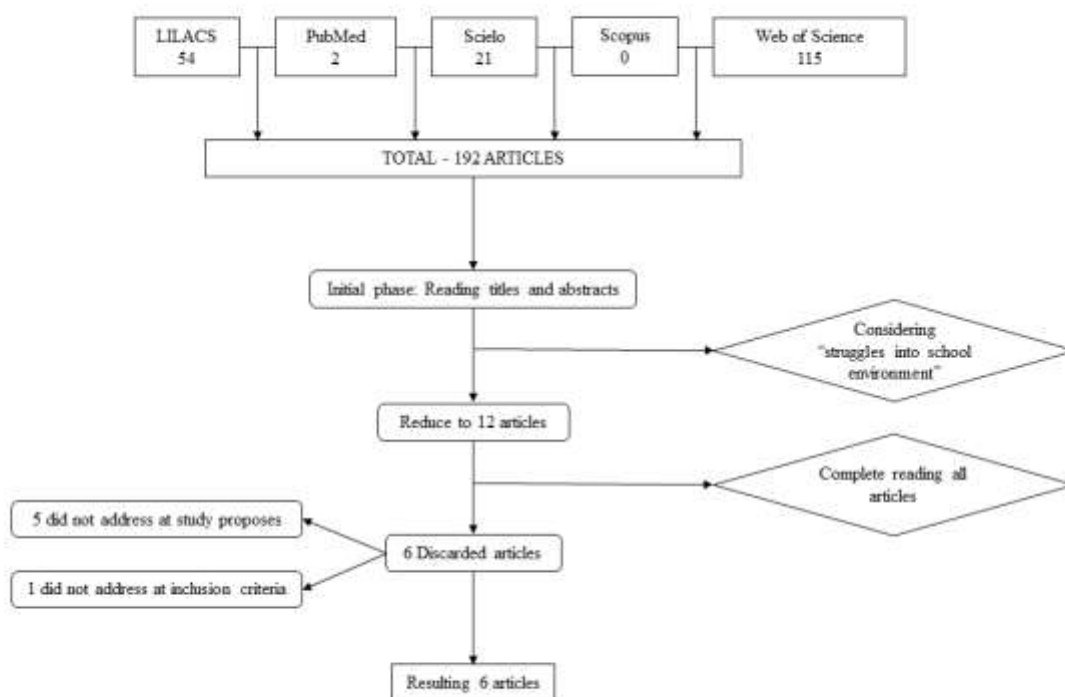 LILACS
54
PubMed
2
Scielo
21
Scopus
0
Web of Science
115
TOTAL - 192 ARTICLES
Initial phase: Reading titles and abstracts
Considering
"struggles into school
environment"
Reduce to 12 articles
Complete reading all
articles
5 did not address at study proposes
6 Discarded articles
1 did not address at inclusion criteria
Resulting 6 articles